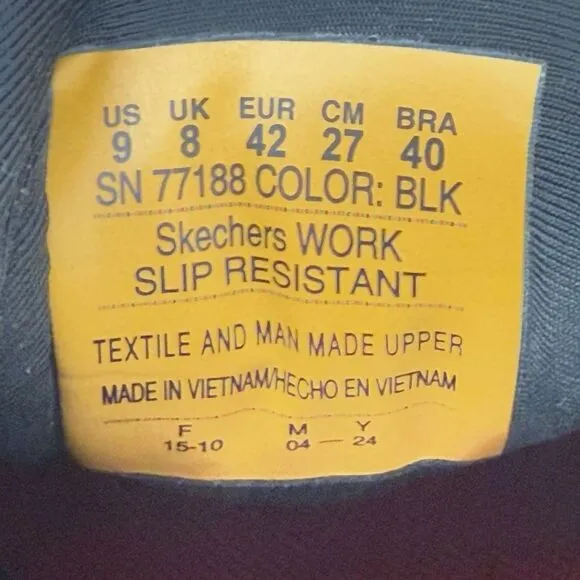 US UK EUR CM BRA
9 8 42 27 40
SN 77188 COLOR: BLK
Skechers WORK
SLIP RESISTANT
TEXTILE AND MAN MADE UPPER
MADE IN VIETNAM/HECHO EN VIETNAM
F M Y
15-10 04 — 24